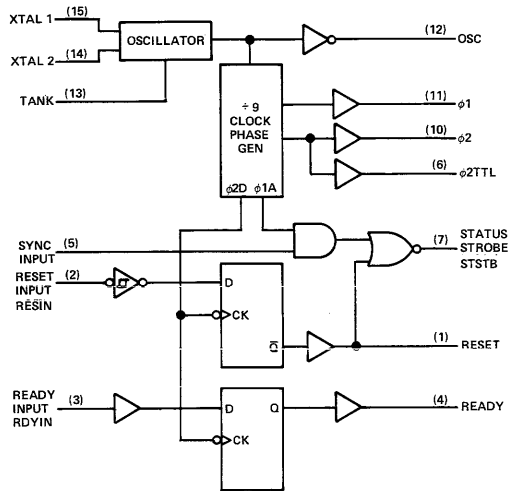 XTAL 1 (15)
OSCILLATOR
(12) OSC
XTAL 2 (14)
TANK (13)
÷ 9
CLOCK
PHASE
GEN
(11) ϕ1
(10) ϕ2
(6) ϕ2TTL
ϕ2D ϕ1A
SYNC
INPUT
(5)
(7)
STATUS
STROBE
STSTB
RESET
INPUT
RESIN
(2)
D
CK
Q
(1) RESET
READY
INPUT
RDYIN
(3)
D
Q
CK
(4) READY